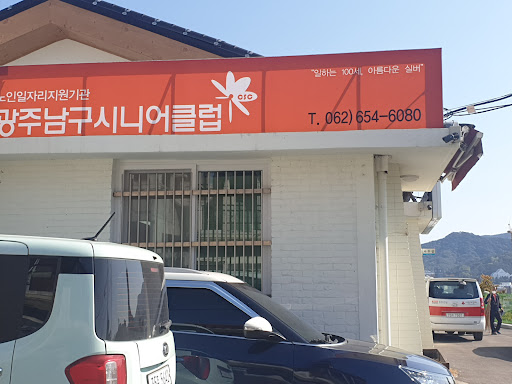 노인일자리지원기관
광주남구시니어클럽
CSC
"일하는 100세, 아름다운 실버"
T. 062) 654-6080